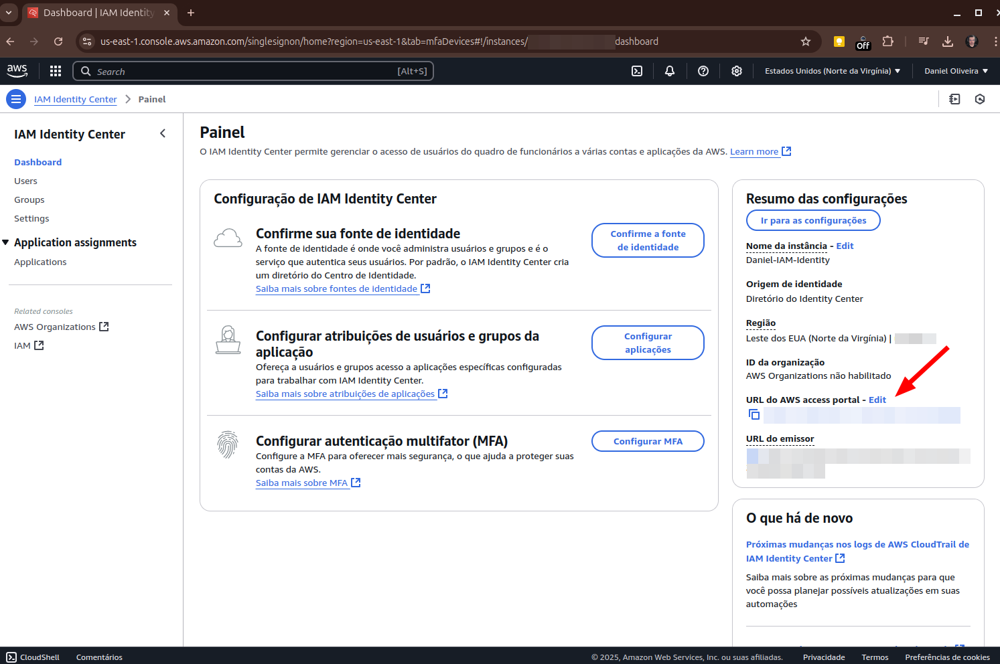 Dashboard | IAM Identity
us-east-1.console.aws.amazon.com/singlesignon/home?region=us-east-1&tab=mfaDevices#!/instances/
dashboard
Off
aws
Search
[Alt+S]
Estados Unidos (Norte da Virgínia)
Daniel Oliveira
IAM Identity Center
Painel
IAM Identity Center
Dashboard
Users
Groups
Settings
Application assignments
Applications
Related consoles
AWS Organizations
IAM
Painel
O IAM Identity Center permite gerenciar o acesso de usuários do quadro de funcionários a várias contas e aplicações da AWS. Learn more
Configuração de IAM Identity Center
Confirme sua fonte de identidade
A fonte de identidade é onde você administra usuários e grupos e é o
serviço que autentica seus usuários. Por padrão, o IAM Identity Center cria
um diretório do Centro de Identidade.
Saiba mais sobre fontes de identidade
Confirme a fonte
de identidade
Configurar atribuições de usuários e grupos da
aplicação
Ofereça a usuários e grupos acesso a aplicações específicas configuradas
para trabalhar com IAM Identity Center.
Saiba mais sobre atribuições de aplicações
Configurar
aplicações
Configurar autenticação multifator (MFA)
Configure a MFA para oferecer mais segurança, o que ajuda a proteger suas
contas da AWS.
Saiba mais sobre MFA
Configurar MFA
Resumo das configurações
Ir para as configurações
Nome da instância - Edit
Daniel-IAM-Identity
Origem de identidade
Diretório do Identity Center
Região
Leste dos EUA (Norte da Virgínia) |
ID da organização
AWS Organizations não habilitado
URL do AWS access portal - Edit
URL do emissor
O que há de novo
Próximas mudanças nos logs de AWS CloudTrail de
IAM Identity Center
Saiba mais sobre as próximas mudanças para que
você possa planejar possíveis atualizações em suas
automações
CloudShell
Comentários
© 2025, Amazon Web Services, Inc. ou suas afiliadas.
Privacidade
Termos
Preferências de cookies